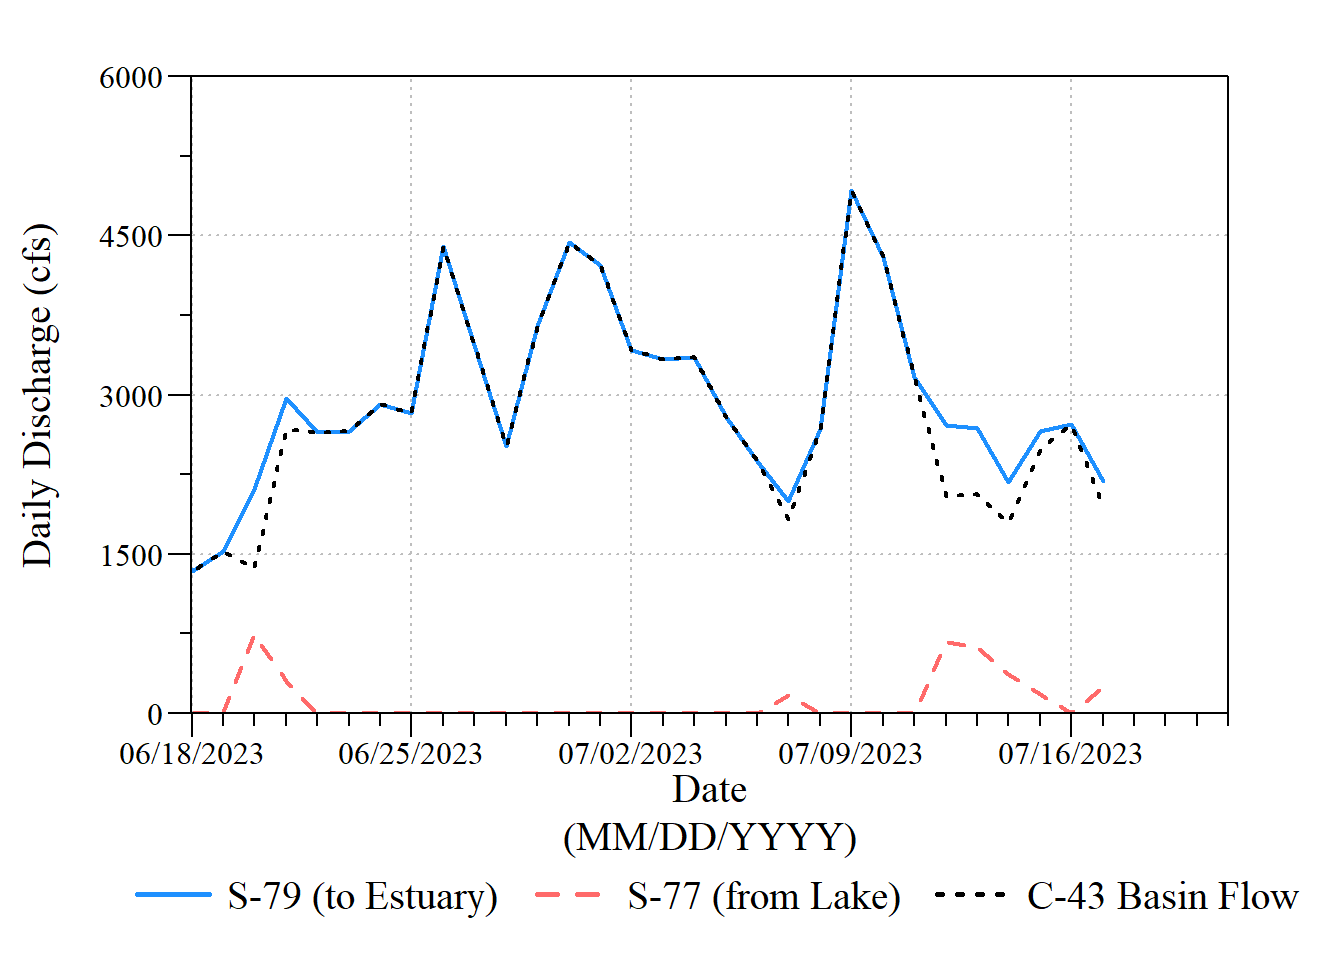 6000
4500
3000
1500
0
Daily Discharge (cfs)
06/18/2023 06/25/2023 07/02/2023 07/09/2023 07/16/2023
Date
(MM/DD/YYYY)
S-79 (to Estuary) S-77 (from Lake) C-43 Basin Flow